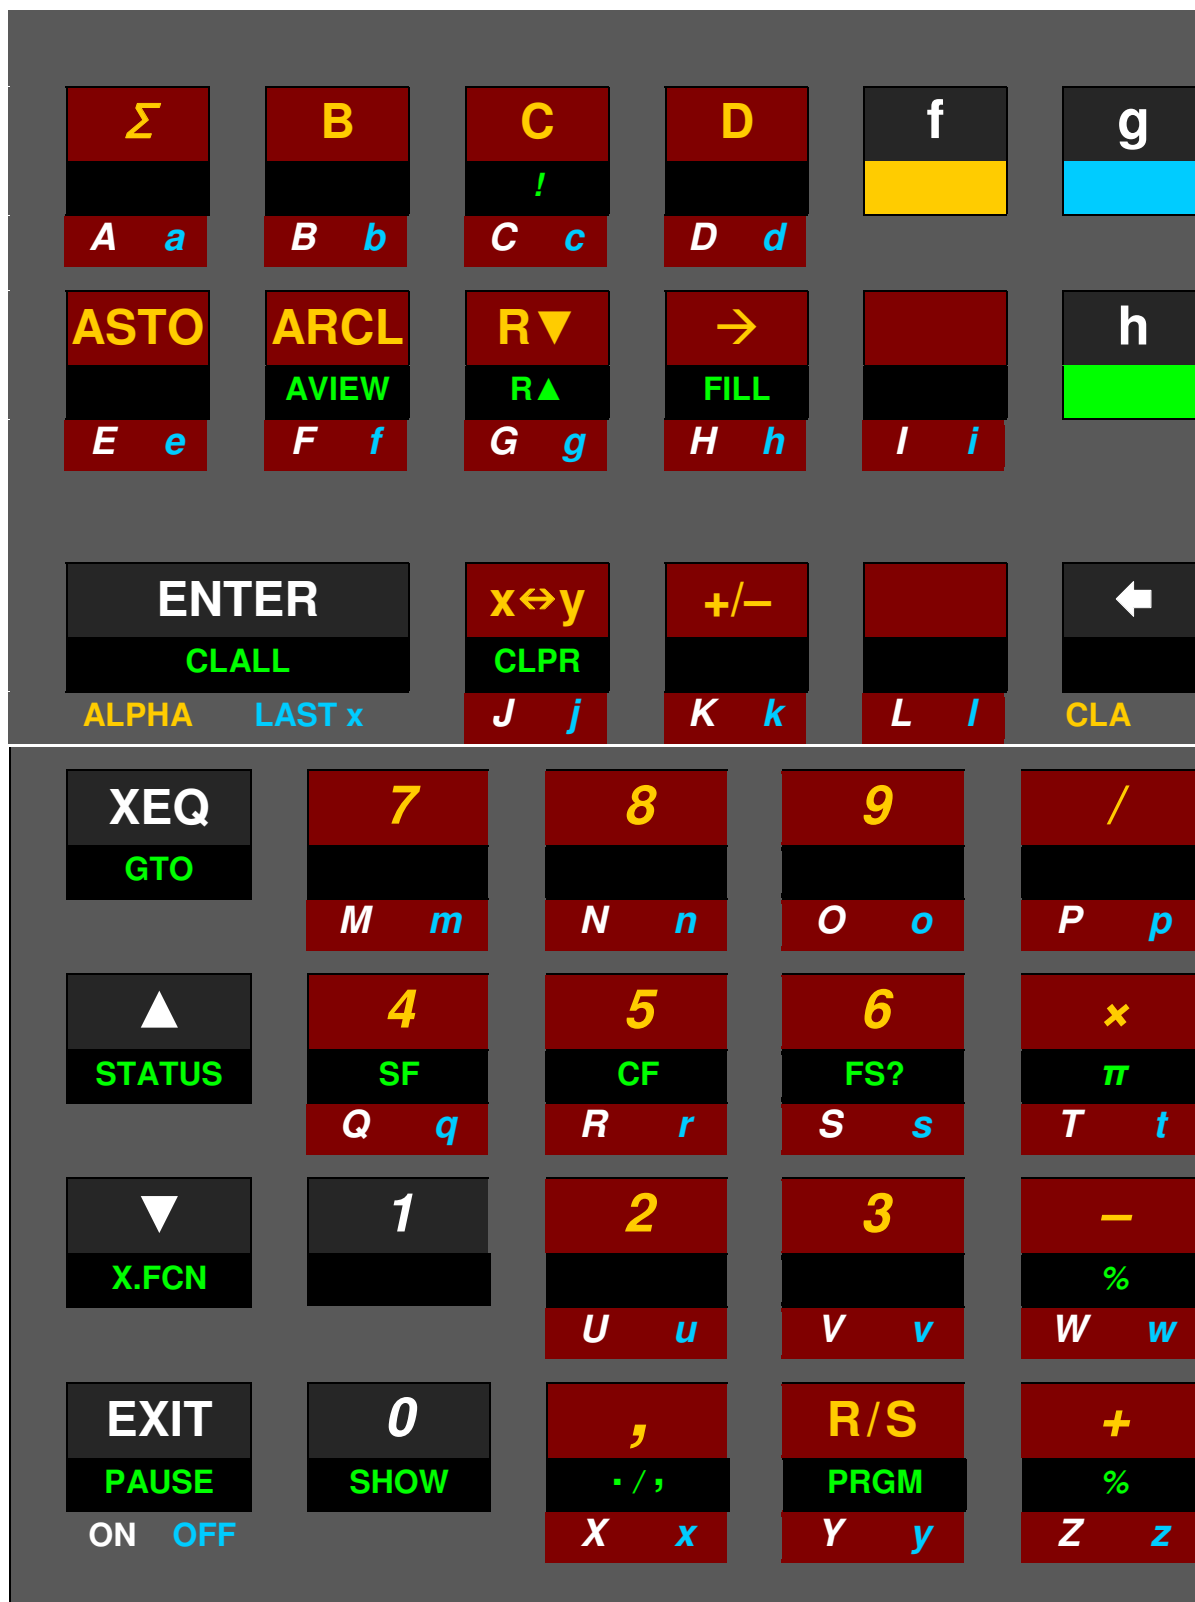 Σ B C D f g
!
A a B b C c D d
ASTO ARCL R▼ → h
AVIEW R▲ FILL
E e F f G g H h I i
ENTER x↔y +/–
CLALL CLPR
ALPHA LAST x J j K k L l CLA
XEQ 7 8 9 /
GTO
M m N n O o P p
▲ 4 5 6 ×
STATUS SF CF FS? π
Q q R r S s T t
▼ 1 2 3 –
X.FCN %
U u V v W w
EXIT 0 , R/S +
PAUSE SHOW ./, PRGM %
ON OFF X x Y y Z z